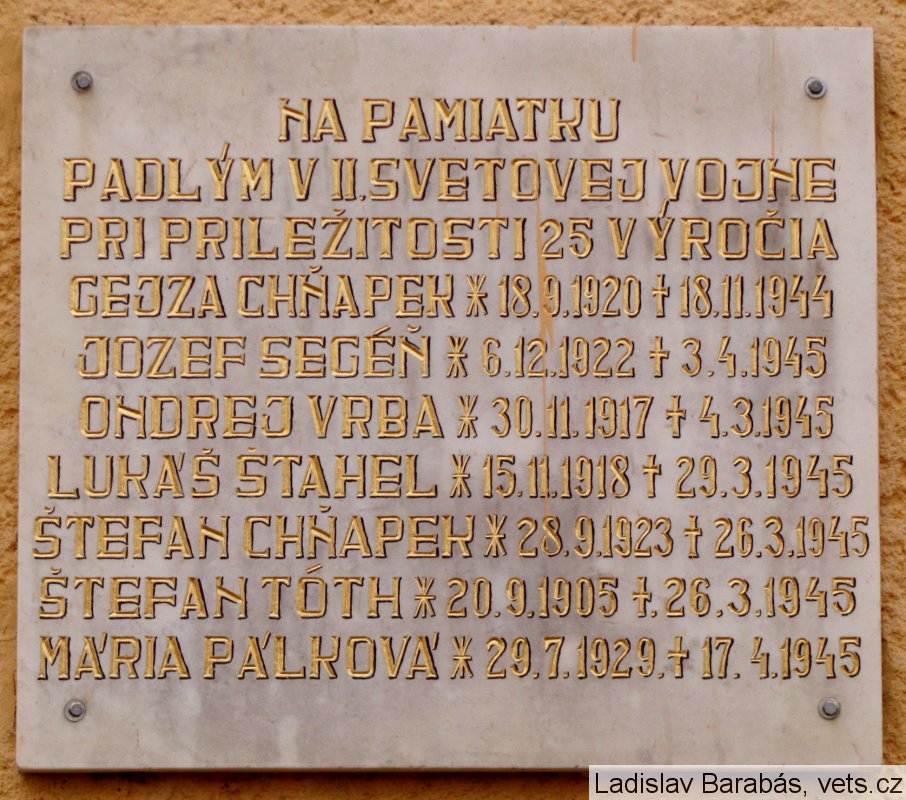 NA PAMIATKU
PADLÝM V II. SVETOVEJ VOJNE
PRI PRILEŽITOSTI 25 VÝROČIA
GEJZA CHŇAPEK * 18.9.1920 † 18.11.1944
JOZEF SEGÉŇ * 6.12.1922 † 3.4.1945
ONDREJ VRBA * 30.11.1917 † 4.3.1945
LUKÁŠ ŠTAHEL * 15.11.1918 † 29.3.1945
ŠTEFAN CHŇAPEK * 28.9.1923 † 26.3.1945
ŠTEFAN TÓTH * 20.9.1905 †. 26.3.1945
MÁRIA PÁLKOVÁ * 29.7.1929. † 17.4.1945
Ladislav Barabás, vets.cz